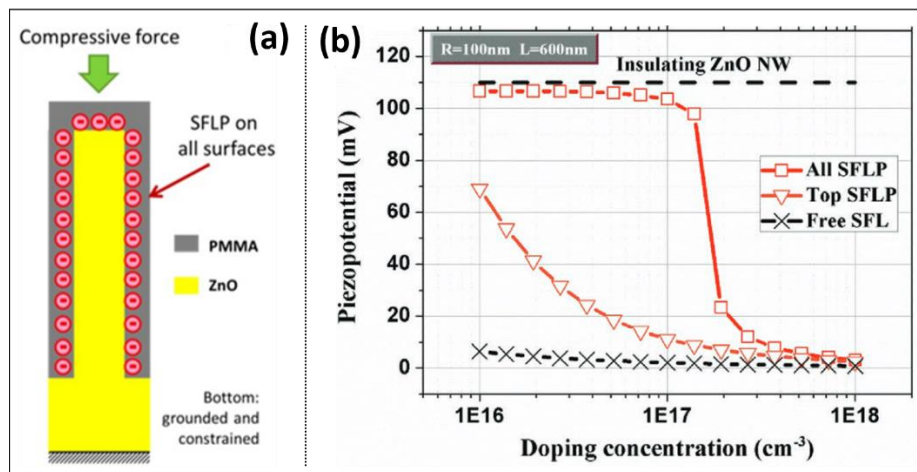 (a)
Compressive force
SFLP on
all surfaces
PMMA
ZnO
Bottom:
grounded and
constrained
(b)
R=100nm L=600nm
Insulating ZnO NW
All SFLP
Top SFLP
Free SFL
Piezopotential (mV)
120
100
80
60
40
20
0
1E16 1E17 1E18
Doping concentration (cm⁻³)